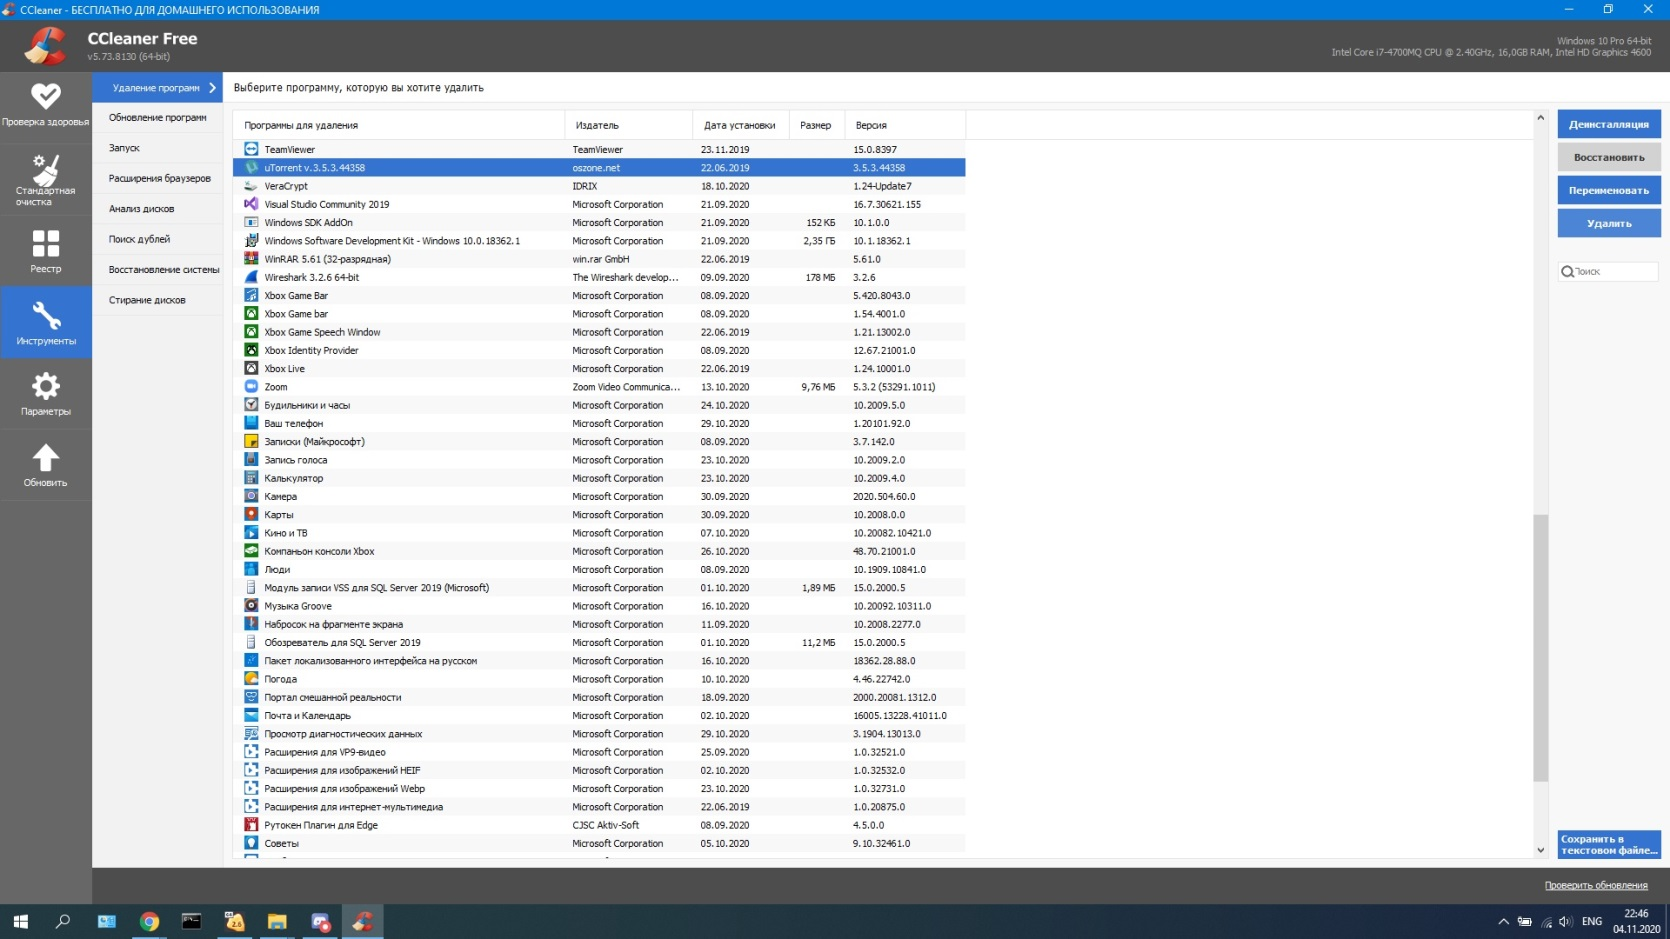 CCleaner - БЕСПЛАТНО ДЛЯ ДОМАШНЕГО ИСПОЛЬЗОВАНИЯ
CCleaner Free
v5.73.8130 (64-bit)
Windows 10 Pro 64-bit
Intel Core i7-4700MQ CPU @ 2.40GHz, 16,0GB RAM, Intel HD Graphics 4600
Проверка здоровья
Стандартная
очистка
Реестр
Инструменты
Параметры
Обновить
Удаление программ
Обновление программ
Запуск
Расширения браузеров
Анализ дисков
Поиск дублей
Восстановление системы
Стирание дисков
Выберите программу, которую вы хотите удалить
Программы для удаления Издатель Дата установки Размер Версия
TeamViewer TeamViewer 23.11.2019 15.0.8397
uTorrent v.3.5.3.44358 oszone.net 22.06.2019 3.5.3.44358
VeraCrypt IDRIX 18.10.2020 1.24-Update7
Visual Studio Community 2019 Microsoft Corporation 21.09.2020 16.7.30621.155
Windows SDK AddOn Microsoft Corporation 21.09.2020 152 КБ 10.1.0.0
Windows Software Development Kit - Windows 10.0.18362.1 Microsoft Corporation 21.09.2020 2,35 ГБ 10.1.18362.1
WinRAR 5.61 (32-разрядная) win.rar GmbH 22.06.2019 5.61.0
Wireshark 3.2.6 64-bit The Wireshark develop... 09.09.2020 178 МБ 3.2.6
Xbox Game Bar Microsoft Corporation 08.09.2020 5.420.8043.0
Xbox Game bar Microsoft Corporation 08.09.2020 1.54.4001.0
Xbox Game Speech Window Microsoft Corporation 22.06.2019 1.21.13002.0
Xbox Identity Provider Microsoft Corporation 08.09.2020 12.67.21001.0
Xbox Live Microsoft Corporation 22.06.2019 1.24.10001.0
Zoom Zoom Video Communica... 13.10.2020 9,76 МБ 5.3.2 (53291.1011)
Будильники и часы Microsoft Corporation 24.10.2020 10.2009.5.0
Ваш телефон Microsoft Corporation 29.10.2020 1.20101.92.0
Записки (Майкрософт) Microsoft Corporation 08.09.2020 3.7.142.0
Запись голоса Microsoft Corporation 23.10.2020 10.2009.2.0
Калькулятор Microsoft Corporation 23.10.2020 10.2009.4.0
Камера Microsoft Corporation 30.09.2020 2020.504.60.0
Карты Microsoft Corporation 30.09.2020 10.2008.0.0
Кино и ТВ Microsoft Corporation 07.10.2020 10.20082.10421.0
Компаньон консоли Xbox Microsoft Corporation 26.10.2020 48.70.21001.0
Люди Microsoft Corporation 08.09.2020 10.1909.10841.0
Модуль записи VSS для SQL Server 2019 (Microsoft) Microsoft Corporation 01.10.2020 1,89 МБ 15.0.2000.5
Музыка Groove Microsoft Corporation 16.10.2020 10.20092.10311.0
Набросок на фрагменте экрана Microsoft Corporation 11.09.2020 10.2008.2277.0
Обозреватель для SQL Server 2019 Microsoft Corporation 01.10.2020 11,2 МБ 15.0.2000.5
Пакет локализованного интерфейса на русском Microsoft Corporation 16.10.2020 18362.28.88.0
Погода Microsoft Corporation 10.10.2020 4.46.22742.0
Портал смешанной реальности Microsoft Corporation 18.09.2020 2000.20081.1312.0
Почта и Календарь Microsoft Corporation 02.10.2020 16005.13228.41011.0
Просмотр диагностических данных Microsoft Corporation 29.10.2020 3.1904.13013.0
Расширения для VP9-видео Microsoft Corporation 25.09.2020 1.0.32521.0
Расширения для изображений HEIF Microsoft Corporation 02.10.2020 1.0.32532.0
Расширения для изображений Webp Microsoft Corporation 23.10.2020 1.0.32731.0
Расширения для интернет-мультимедиа Microsoft Corporation 22.06.2019 1.0.20875.0
Рутокен Плагин для Edge CJSC Aktiv-Soft 08.09.2020 4.5.0.0
Советы Microsoft Corporation 05.10.2020 9.10.32461.0
Деинсталляция
Восстановить
Переименовать
Удалить
Поиск
Сохранить в
текстовом файле...
Проверить обновления
ENG
22:46
04.11.2020